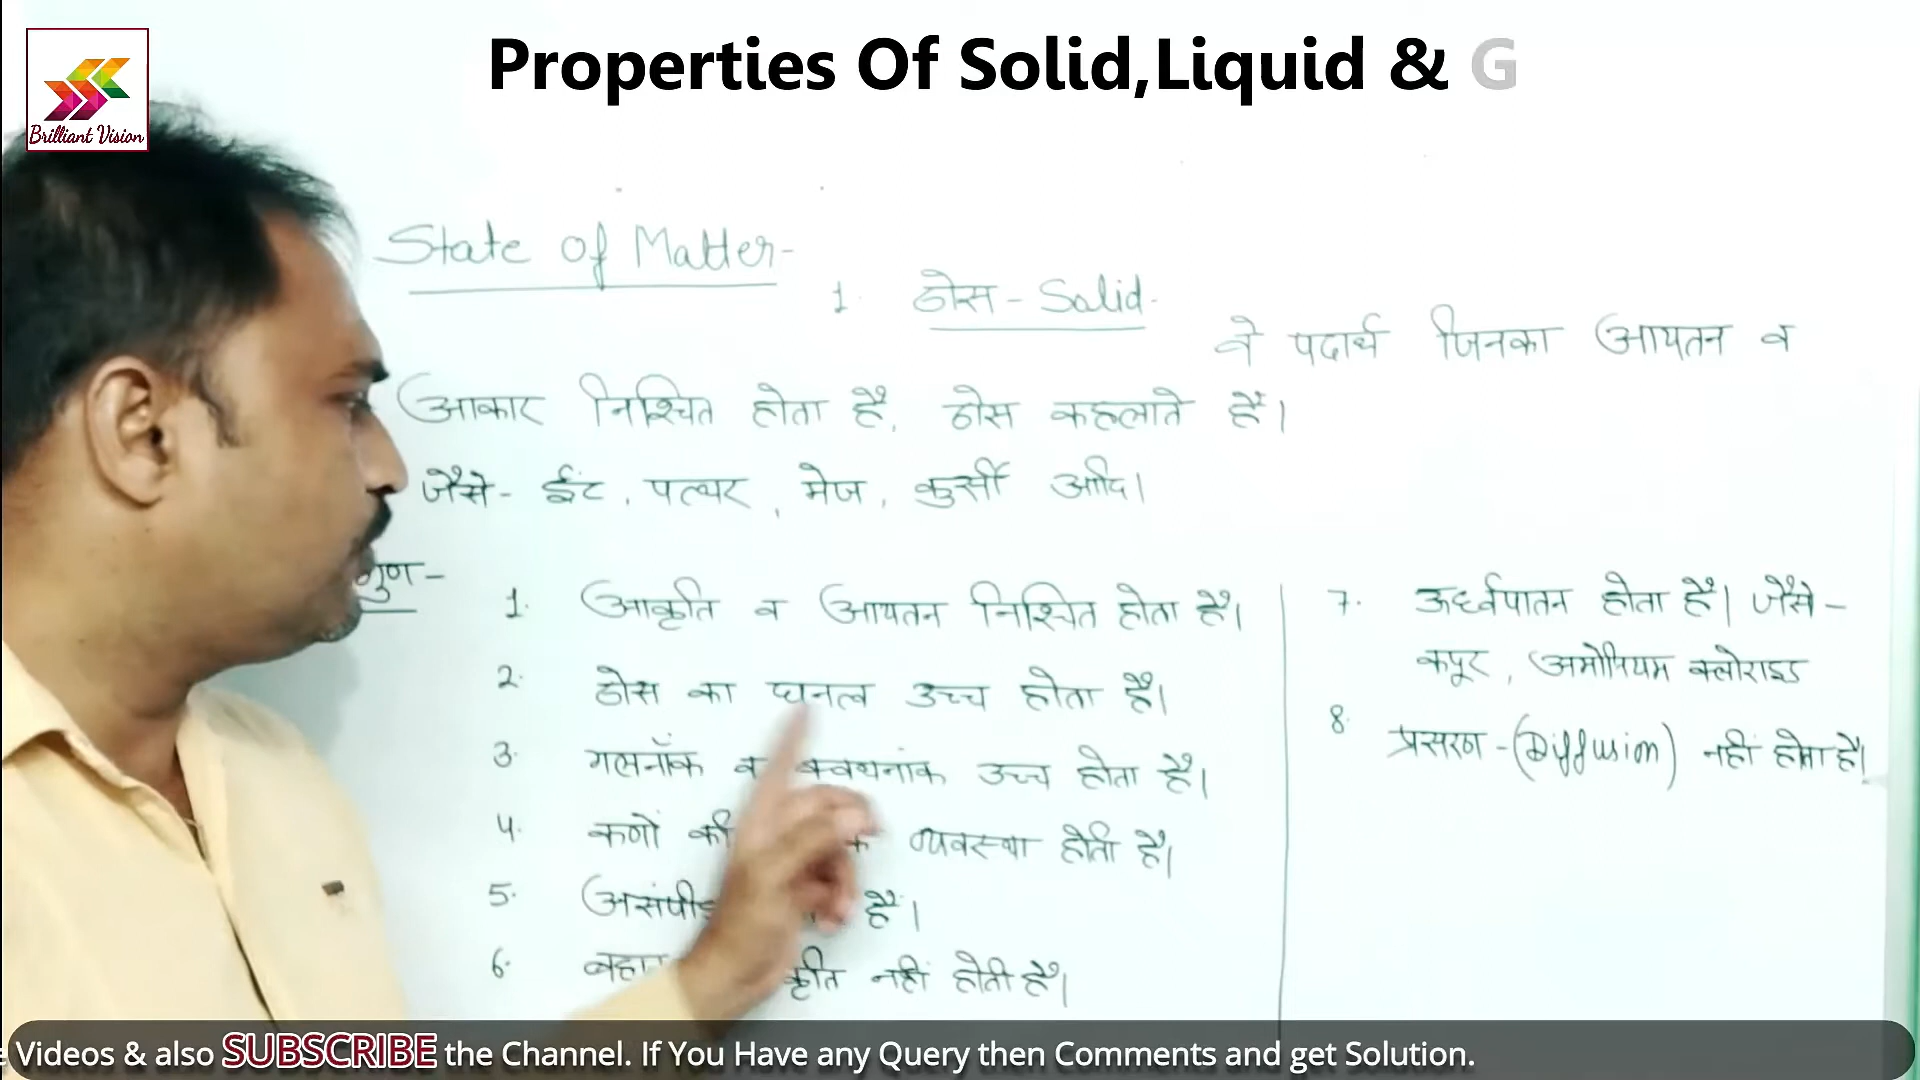 Properties Of Solid,Liquid & G
Brilliant Vision
State of Matter-
1. ठोस - Solid-
वे पदार्थ जिनका आयतन व
आकार निश्चित होता है, ठोस कहलाते हैं।
जैसे - ईंट, पत्थर, मेज, कुर्सी आदि।
गुण-
1. आकृति व आयतन निश्चित होता है।
2. ठोस का घनत्व उच्च होता है।
3. गलनाँक व क्वथनांक उच्च होता है।
4. कणों की व्यवस्था होती है।
5. है।
6. नहीं होती है।
7. ऊर्ध्वपातन होता है। जैसे -
कपूर, अमोनियम क्लोराइड
8. प्रसरण - (Diffusion) नहीं होता है।
Videos & also SUBSCRIBE the Channel. If You Have any Query then Comments and get Solution.